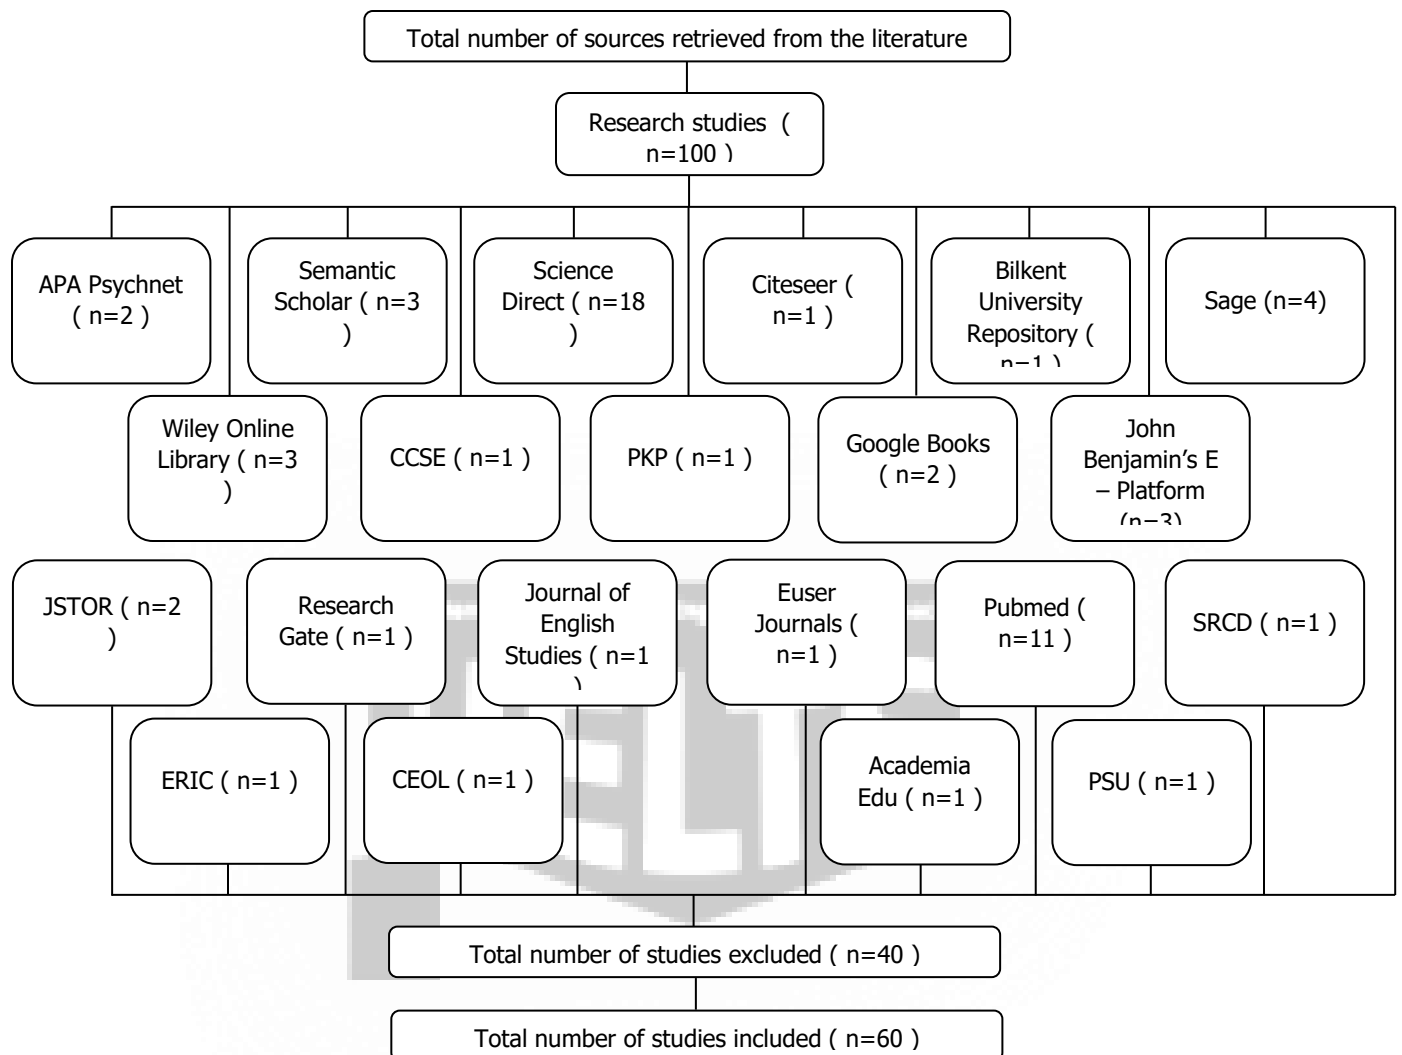 Total number of sources retrieved from the literature
Research studies  (
n=100 )
APA Psychnet
( n=2 )
Semantic
Scholar ( n=3
)
Science
Direct ( n=18
)
Citeseer (
n=1 )
Bilkent
University
Repository (
n=1 )
Sage (n=4)
Wiley Online
Library ( n=3
)
CCSE ( n=1 )
PKP ( n=1 )
Google Books
( n=2 )
John
Benjamin’s E
– Platform
(n=3)
JSTOR ( n=2
)
Research
Gate ( n=1 )
Journal of
English
Studies ( n=1
)
Euser
Journals (
n=1 )
Pubmed (
n=11 )
SRCD ( n=1 )
ERIC ( n=1 )
CEOL ( n=1 )
Academia
Edu ( n=1 )
PSU ( n=1 )
Total number of studies excluded ( n=40 )
Total number of studies included ( n=60 )